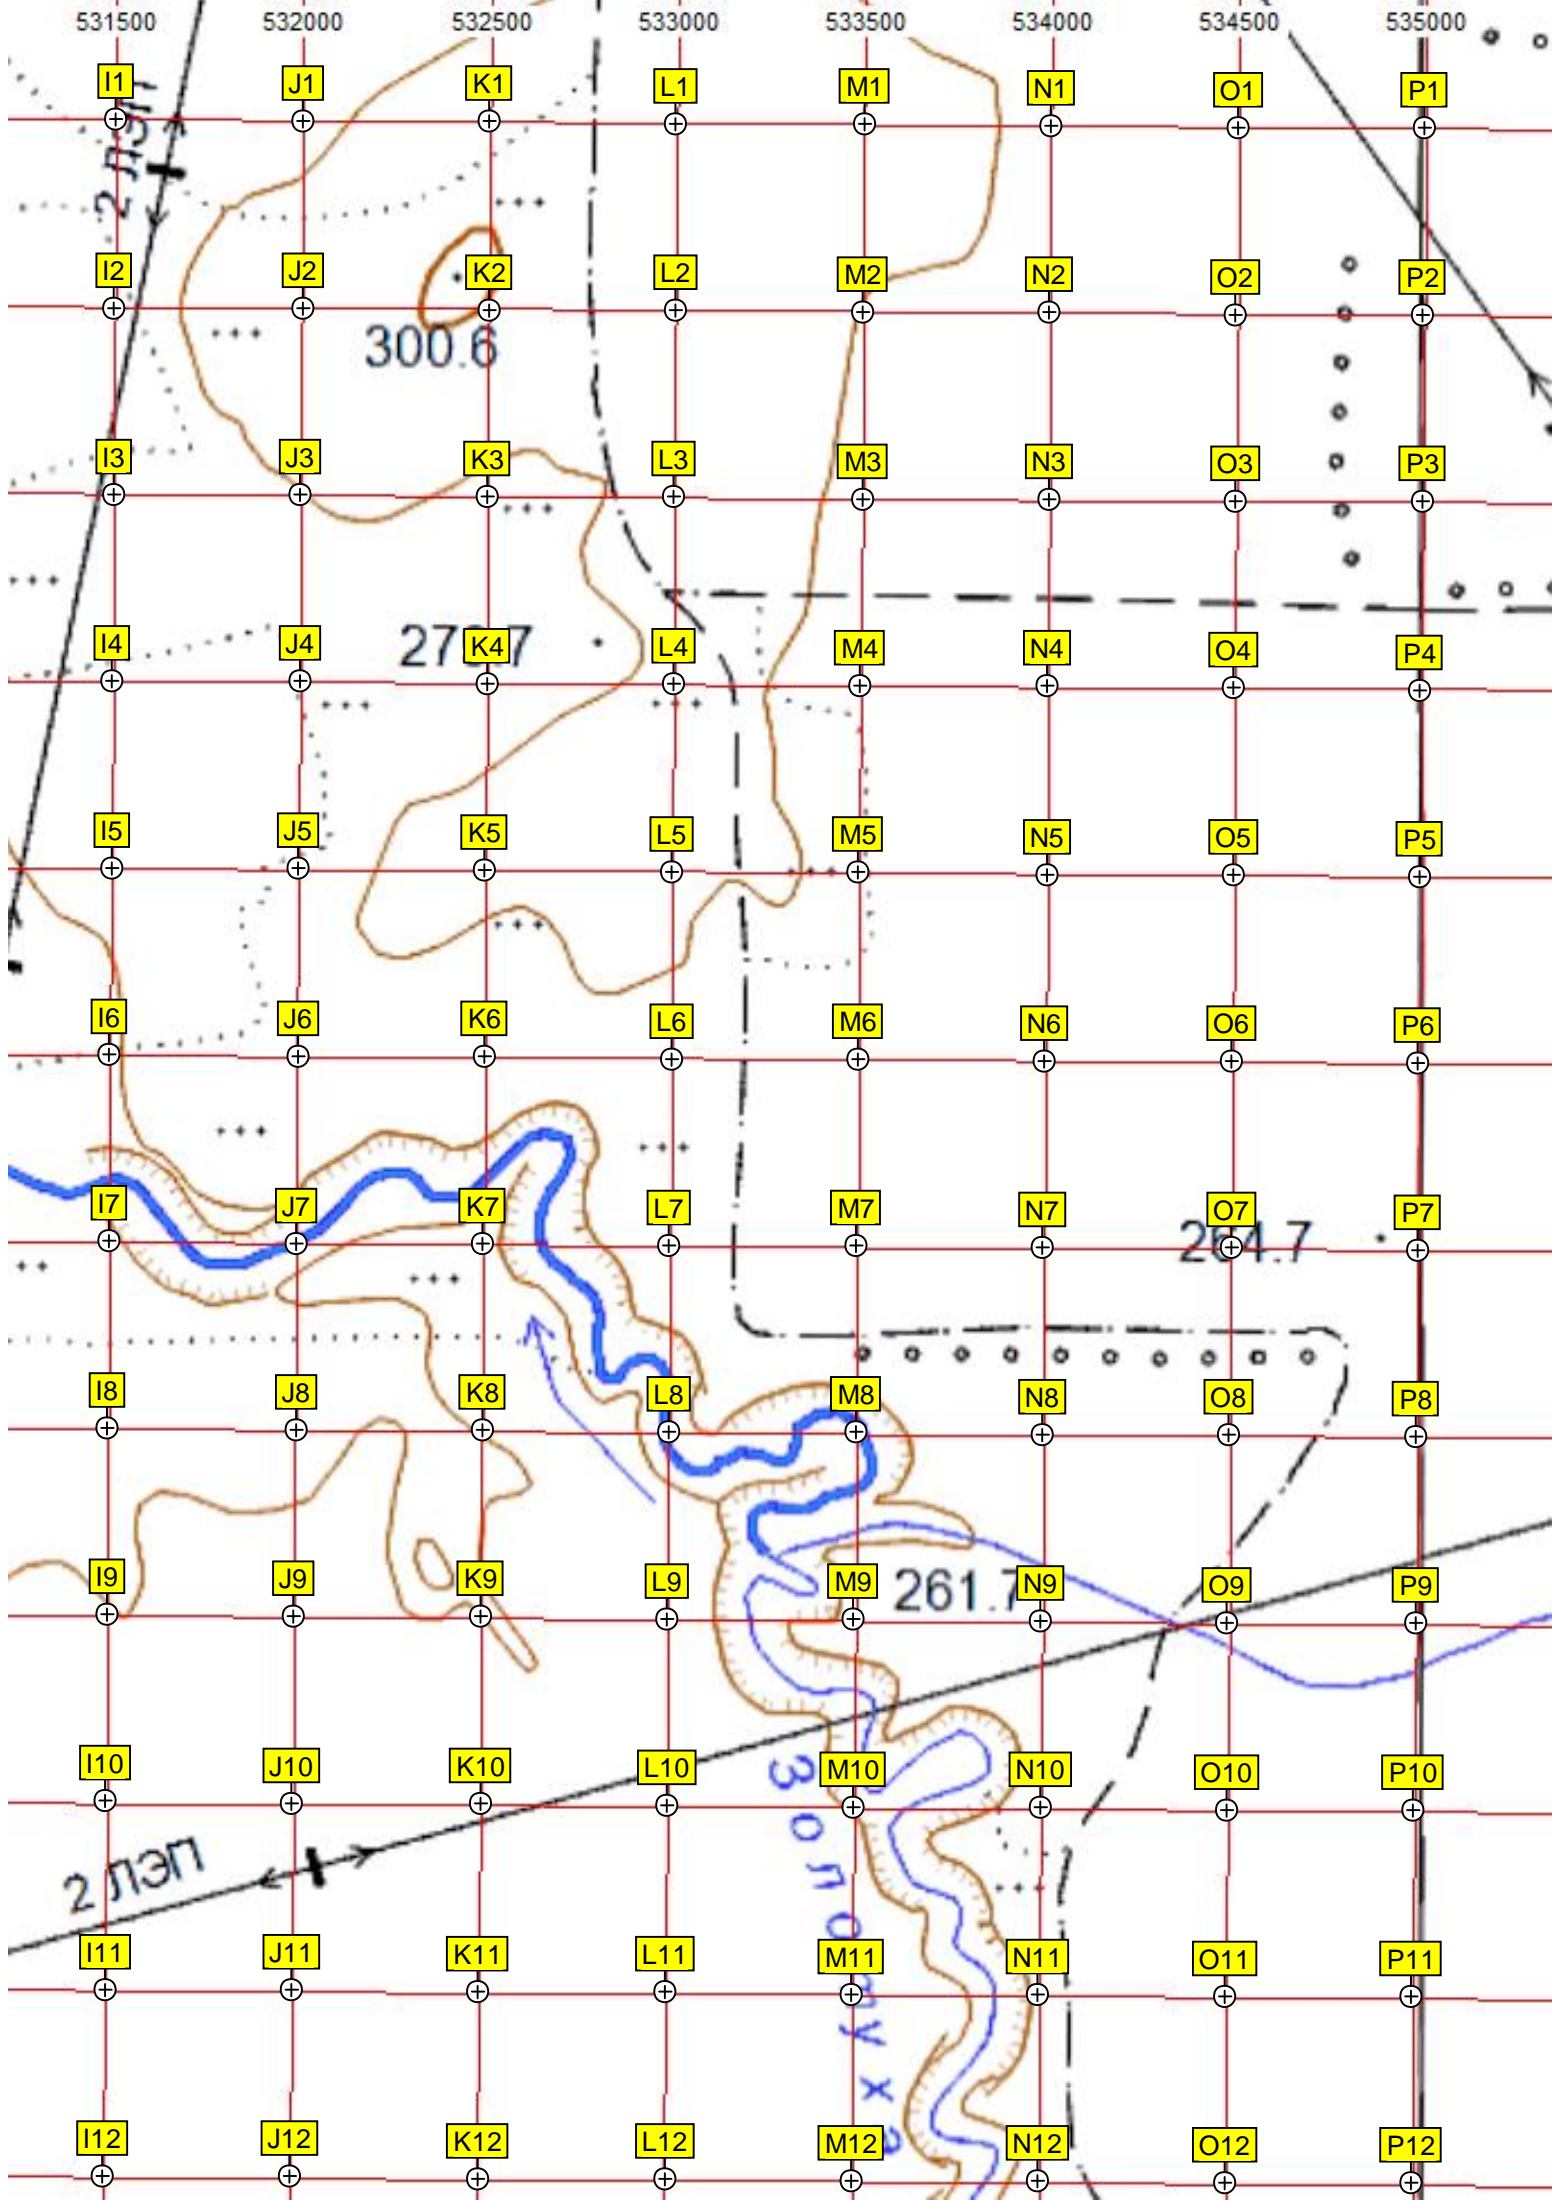 531500 532000 532500 533000 533500 534000 534500 535000
I1 J1 K1 L1 M1 N1 O1 P1
2 ЛЭП
I2 J2 K2 L2 M2 N2 O2 P2
300.6
I3 J3 K3 L3 M3 N3 O3 P3
I4 J4 K4 L4 M4 N4 O4 P4
I5 J5 K5 L5 M5 N5 O5 P5
I6 J6 K6 L6 M6 N6 O6 P6
I7 J7 K7 L7 M7 N7 O7 P7
264.7
I8 J8 K8 L8 M8 N8 O8 P8
I9 J9 K9 L9 M9 261.7 N9 O9 P9
I10 J10 K10 L10 M10 N10 O10 P10
Золотуха
2 ЛЭП
I11 J11 K11 L11 M11 N11 O11 P11
I12 J12 K12 L12 M12 N12 O12 P12